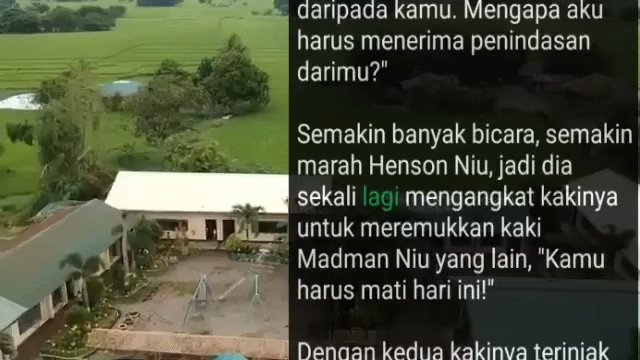 daripada kamu. Mengapa aku
harus menerima penindasan
darimu?"
Semakin banyak bicara, semakin
marah Henson Niu, jadi dia
sekali lagi mengangkat kakinya
untuk meremukkan kaki
Madman Niu yang lain, "Kamu
harus mati hari ini!"
Dengan kedua kakinya terinjak